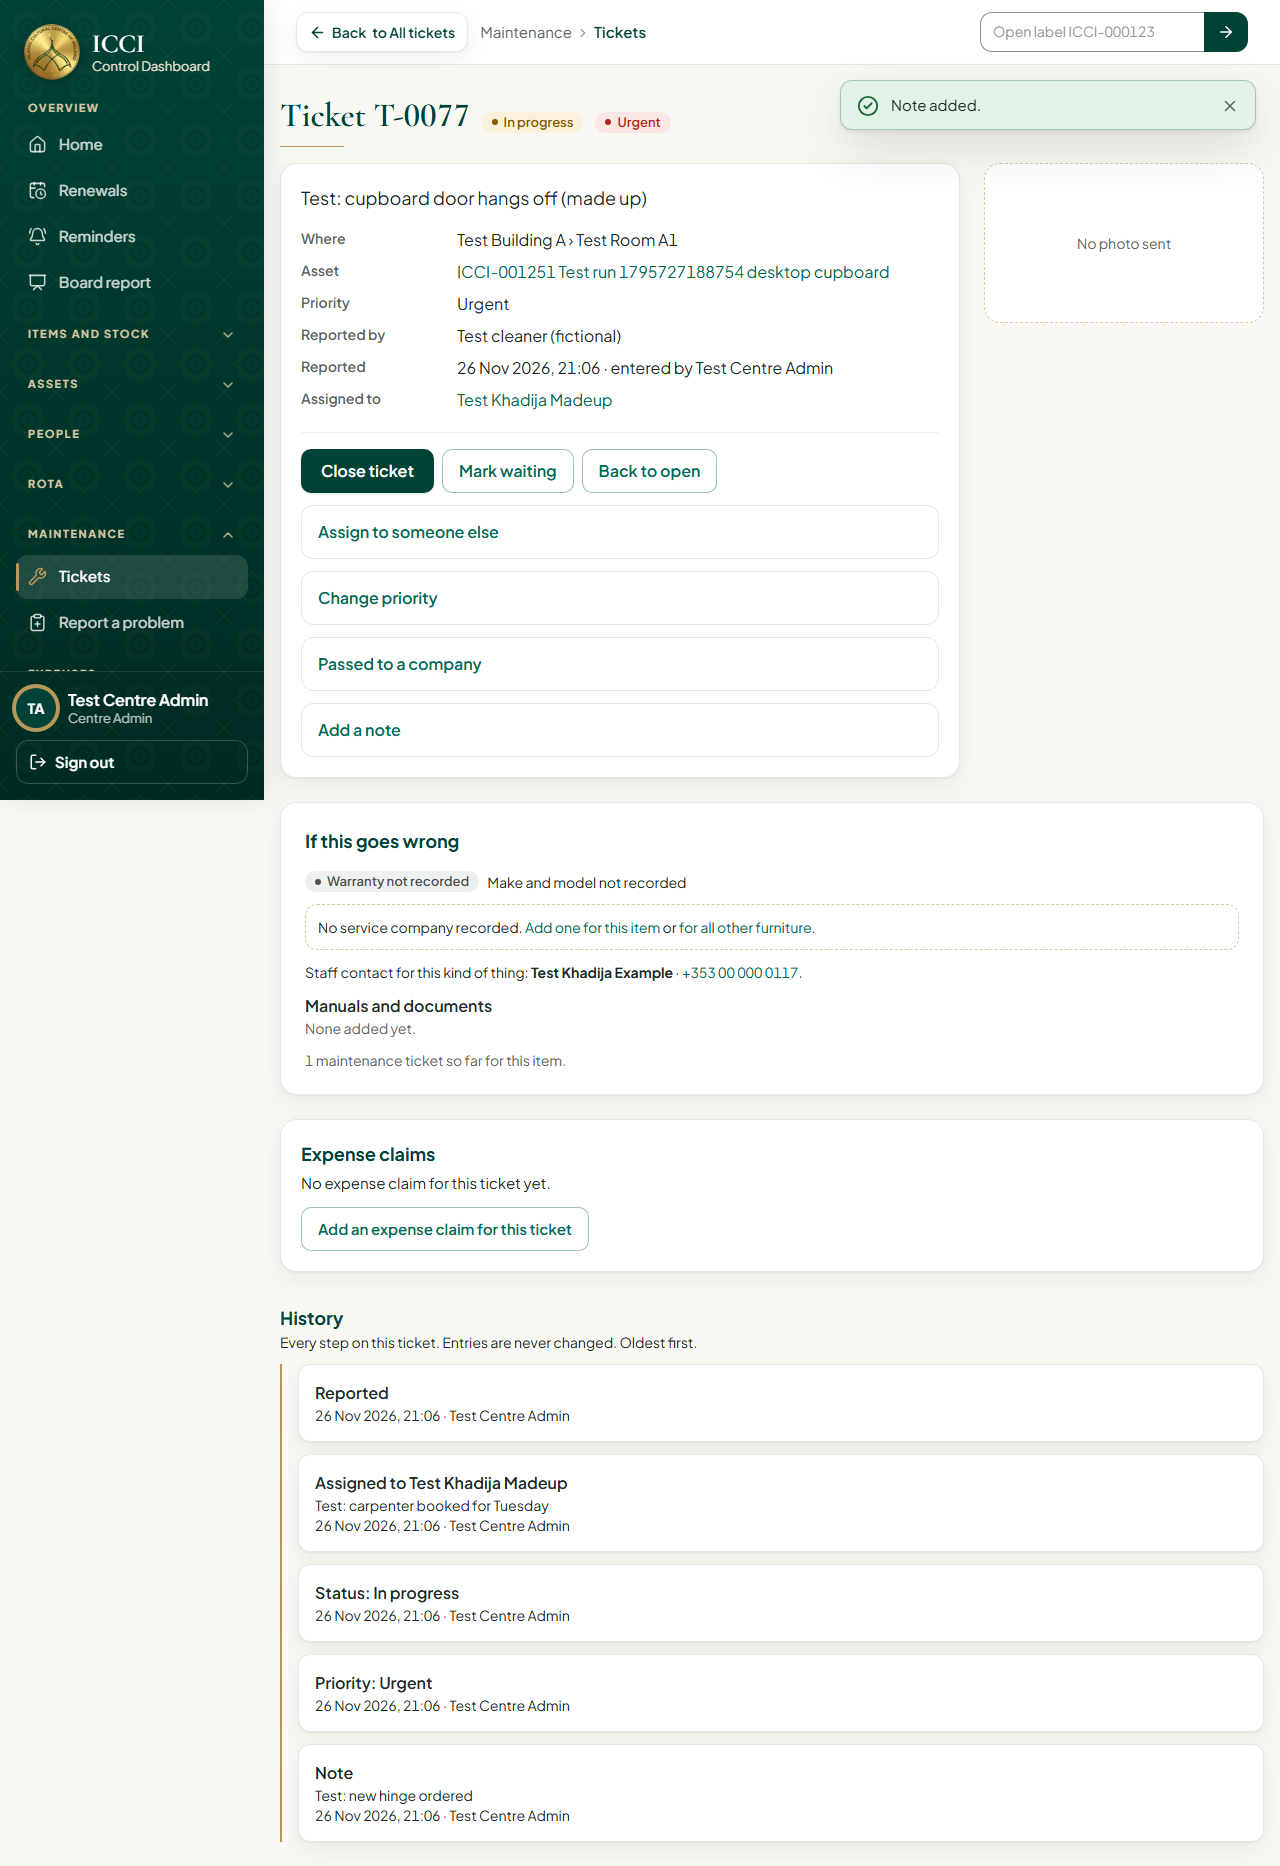 ICCI
Control Dashboard
OVERVIEW
Home
Renewals
Reminders
Board report
ITEMS AND STOCK
ASSETS
PEOPLE
ROTA
MAINTENANCE
Tickets
Report a problem
TA
Test Centre Admin
Centre Admin
Sign out
Back to All tickets
Maintenance › Tickets
Open label ICCI-000123
Note added.
Ticket T-0077
In progress
Urgent
Test: cupboard door hangs off (made up)
Where Test Building A › Test Room A1
Asset ICCI-001251 Test run 1795727188754 desktop cupboard
Priority Urgent
Reported by Test cleaner (fictional)
Reported 26 Nov 2026, 21:06 · entered by Test Centre Admin
Assigned to Test Khadija Madeup
Close ticket
Mark waiting
Back to open
Assign to someone else
Change priority
Passed to a company
Add a note
No photo sent
If this goes wrong
Warranty not recorded Make and model not recorded
No service company recorded. Add one for this item or for all other furniture.
Staff contact for this kind of thing: Test Khadija Example · +353 00 000 0117.
Manuals and documents
None added yet.
1 maintenance ticket so far for this item.
Expense claims
No expense claim for this ticket yet.
Add an expense claim for this ticket
History
Every step on this ticket. Entries are never changed. Oldest first.
Reported
26 Nov 2026, 21:06 · Test Centre Admin
Assigned to Test Khadija Madeup
Test: carpenter booked for Tuesday
26 Nov 2026, 21:06 · Test Centre Admin
Status: In progress
26 Nov 2026, 21:06 · Test Centre Admin
Priority: Urgent
26 Nov 2026, 21:06 · Test Centre Admin
Note
Test: new hinge ordered
26 Nov 2026, 21:06 · Test Centre Admin